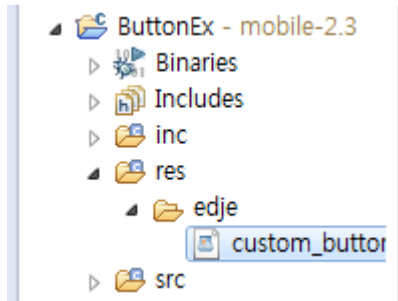 ButtonEx - mobile-2.3
Binaries
Includes
inc
res
edje
custom_button
src